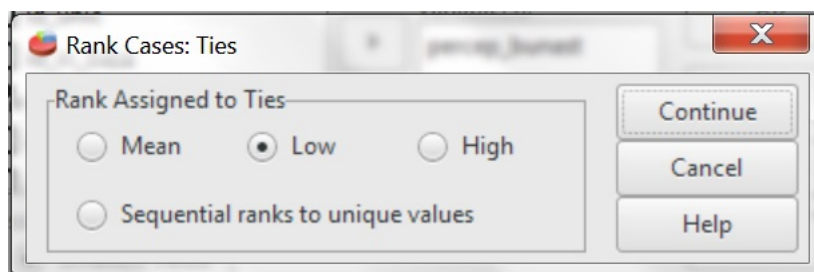 Rank Cases: Ties
Rank Assigned to Ties
Mean Low High
Sequential ranks to unique values
Continue
Cancel
Help